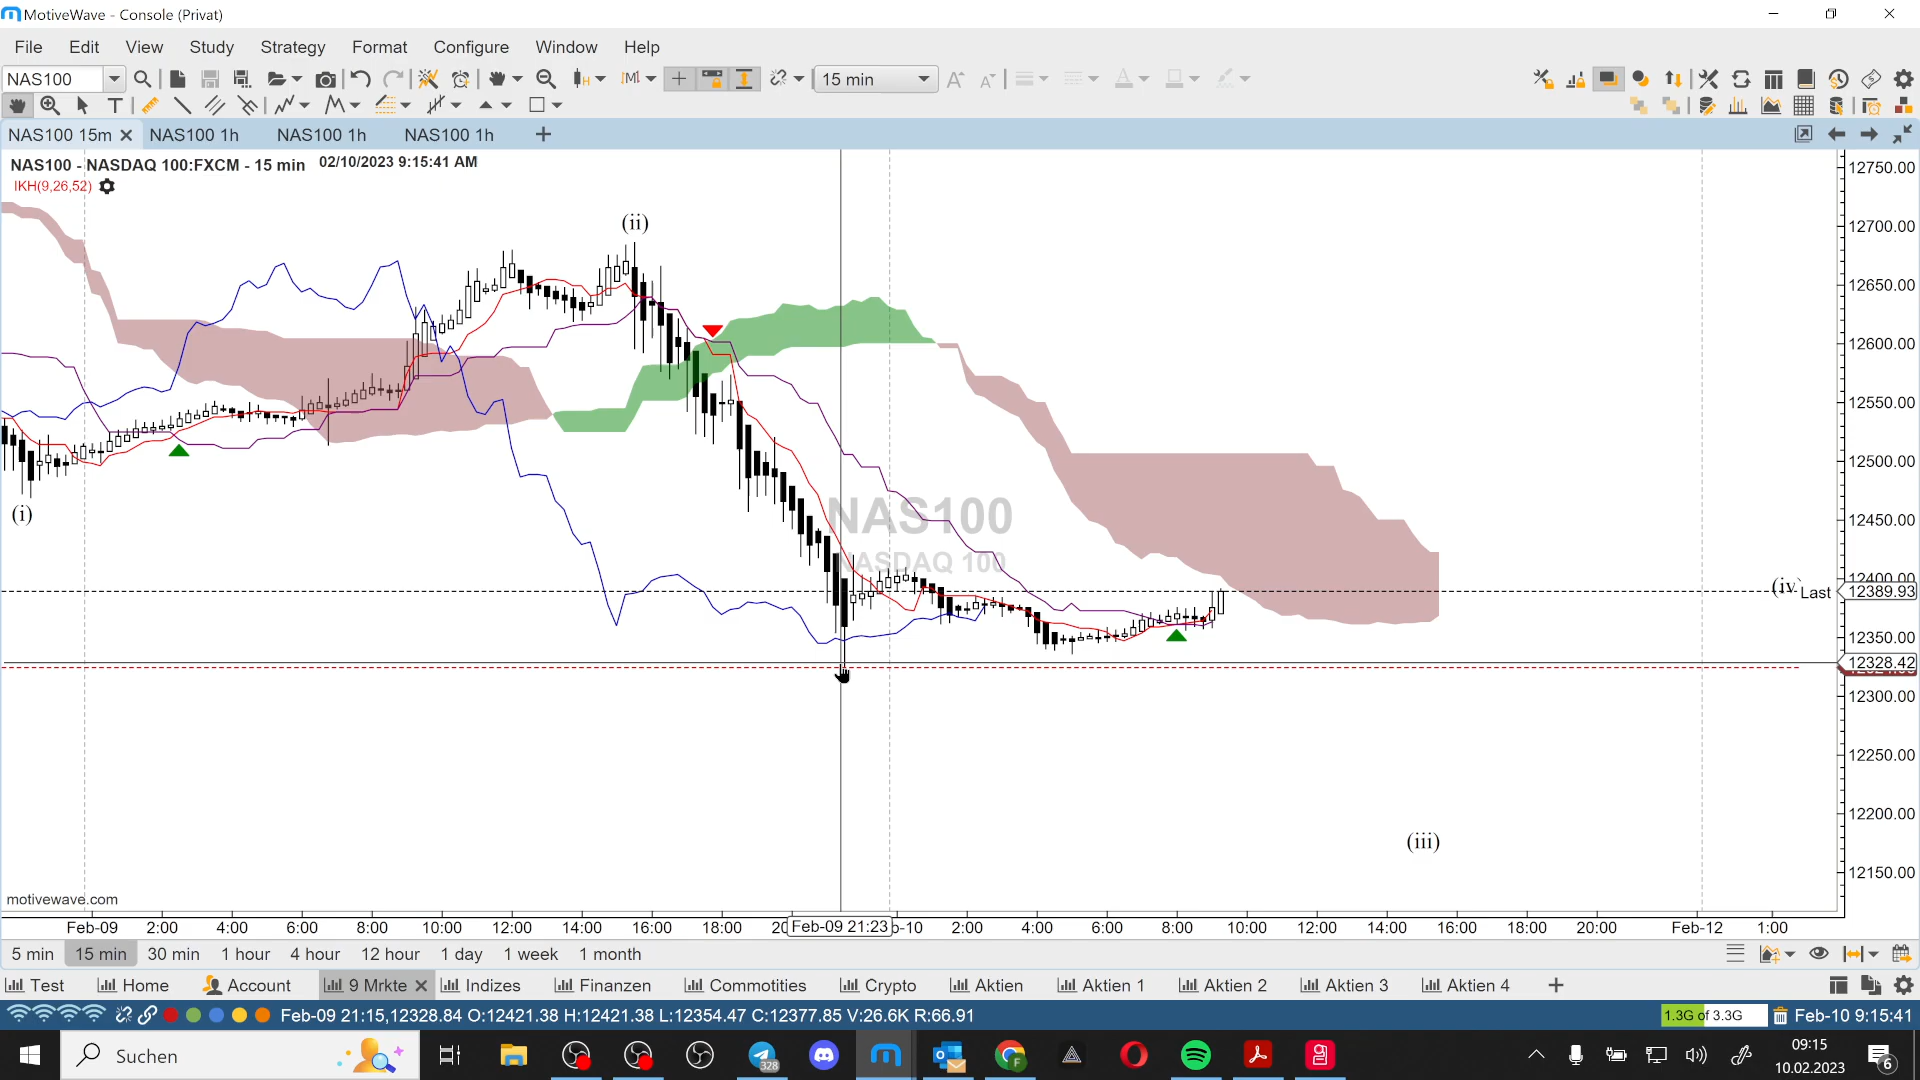 MotiveWave - Console (Privat)
File Edit View Study Strategy Format Configure Window Help
NAS100 15 min
NAS100 15m NAS100 1h NAS100 1h NAS100 1h
NAS100 - NASDAQ 100:FXCM - 15 min 02/10/2023 9:15:41 AM
IKH(9,26,52)
12750.00
12700.00
(ii)
12650.00
12600.00
12550.00
12500.00
(i)
NAS100
12450.00
NASDAQ 100
12400.00
(iv) Last 12389.93
12350.00
12328.42
12300.00
12250.00
12200.00
(iii)
12150.00
motivewave.com
Feb-09 2:00 4:00 6:00 8:00 10:00 12:00 14:00 16:00 18:00 Feb-09 21:23 2:00 4:00 6:00 8:00 10:00 12:00 14:00 16:00 18:00 20:00 Feb-12 1:00
5 min 15 min 30 min 1 hour 4 hour 12 hour 1 day 1 week 1 month
Test Home Account 9 Mrkte Indizes Finanzen Commotities Crypto Aktien Aktien 1 Aktien 2 Aktien 3 Aktien 4
Feb-09 21:15,12328.84 O:12421.38 H:12421.38 L:12354.47 C:12377.85 V:26.6K R:66.91 1.3G of 3.3G Feb-10 9:15:41
Suchen 328 09:15
10.02.2023 6